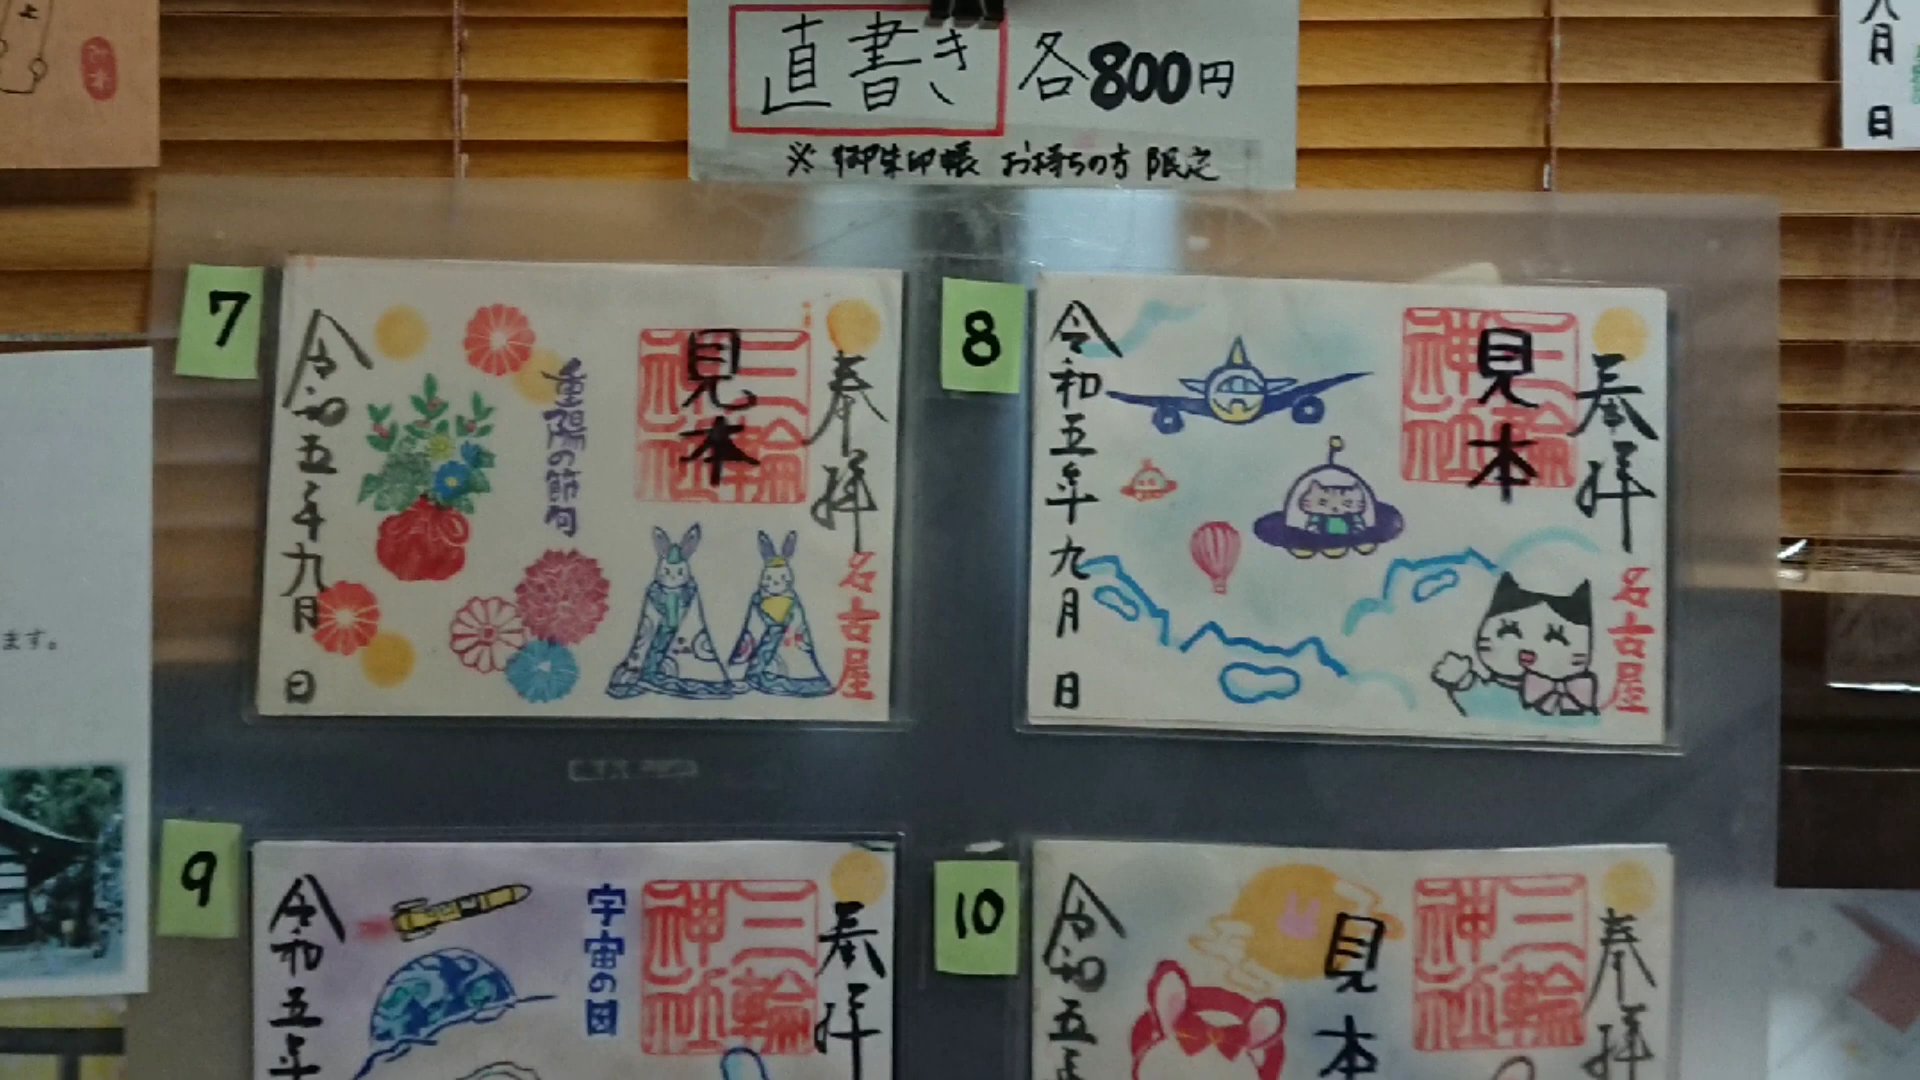 直書き 各800円
※御朱印帳 お持ちの方 限定
八月 日
ます。
7
奉拝
名古屋
三輪神社
見本
重陽の節句
令和五年九月 日
8
奉拝
名古屋
三輪神社
見本
令和五年九月 日
9
奉拝
三輪神社
宇宙の図
令和五年
10
奉拝
三輪神社
見本
令和五年